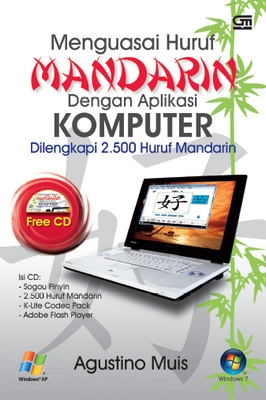 GM
Menguasai Huruf
MANDARIN
Dengan Aplikasi
KOMPUTER
Dilengkapi 2.500 Huruf Mandarin
Free CD
好
Isi CD:
- Sogou Pinyin
- 2.500 Huruf Mandarin
- K-Lite Codec Pack
- Adobe Flash Player
Windows XP
Agustino Muis
Windows 7